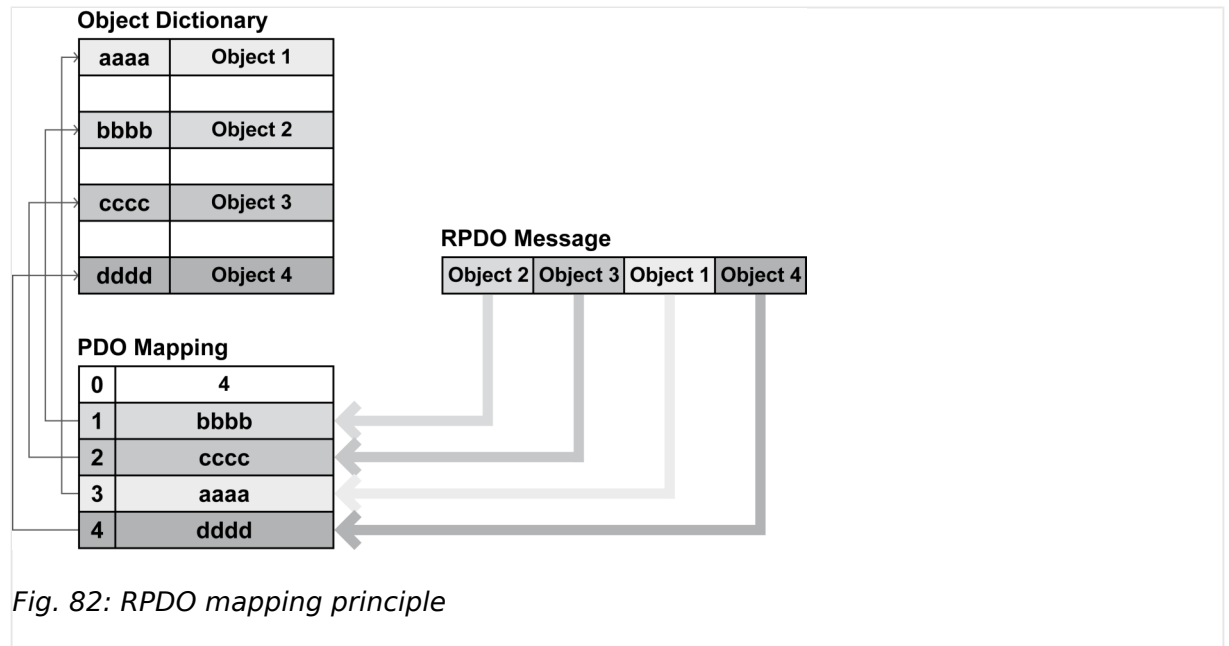 Object Dictionary
aaaa Object 1
bbbb Object 2
cccc Object 3
dddd Object 4
RPDO Message
Object 2 Object 3 Object 1 Object 4
PDO Mapping
0 4
1 bbbb
2 cccc
3 aaaa
4 dddd
Fig. 82: RPDO mapping principle